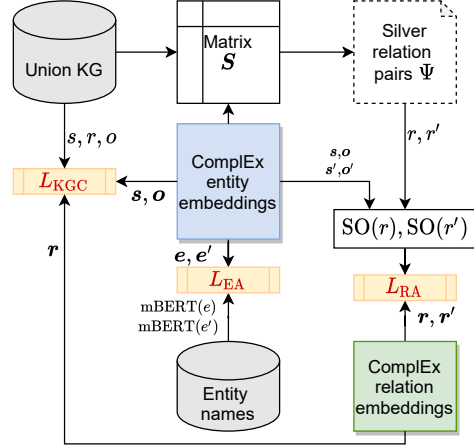 Union KG
Matrix
S
Silver
relation
pairs Ψ
s, r, o
r, r′
ComplEx
entity
embeddings
s,o
s′,o′
L_KGC
s, o
SO(r), SO(r′)
r
e, e′
L_EA
L_RA
mBERT(e)
mBERT(e′)
r, r′
Entity
names
ComplEx
relation
embeddings